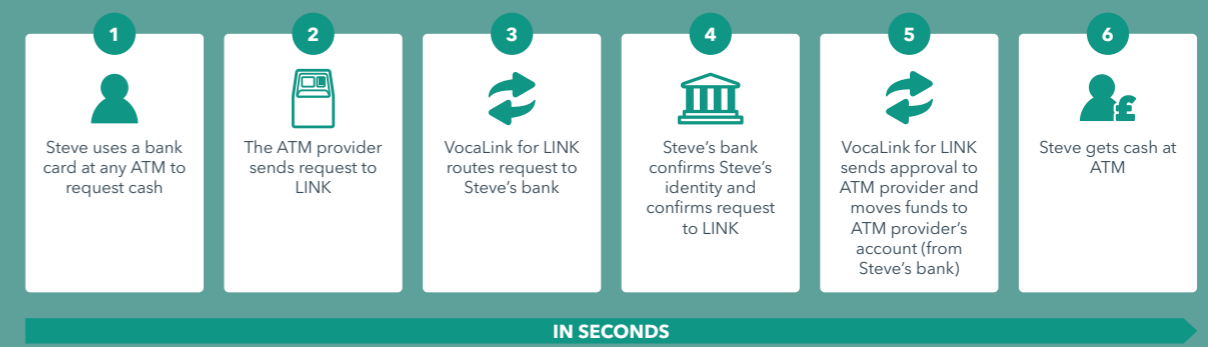 1
Steve uses a bank
card at any ATM to
request cash
2
The ATM provider
sends request to
LINK
3
VocaLink for LINK
routes request to
Steve's bank
4
Steve's bank
confirms Steve's
identity and
confirms request
to LINK
5
VocaLink for LINK
sends approval to
ATM provider and
moves funds to
ATM provider's
account (from
Steve's bank)
6
£
Steve gets cash at
ATM
IN SECONDS